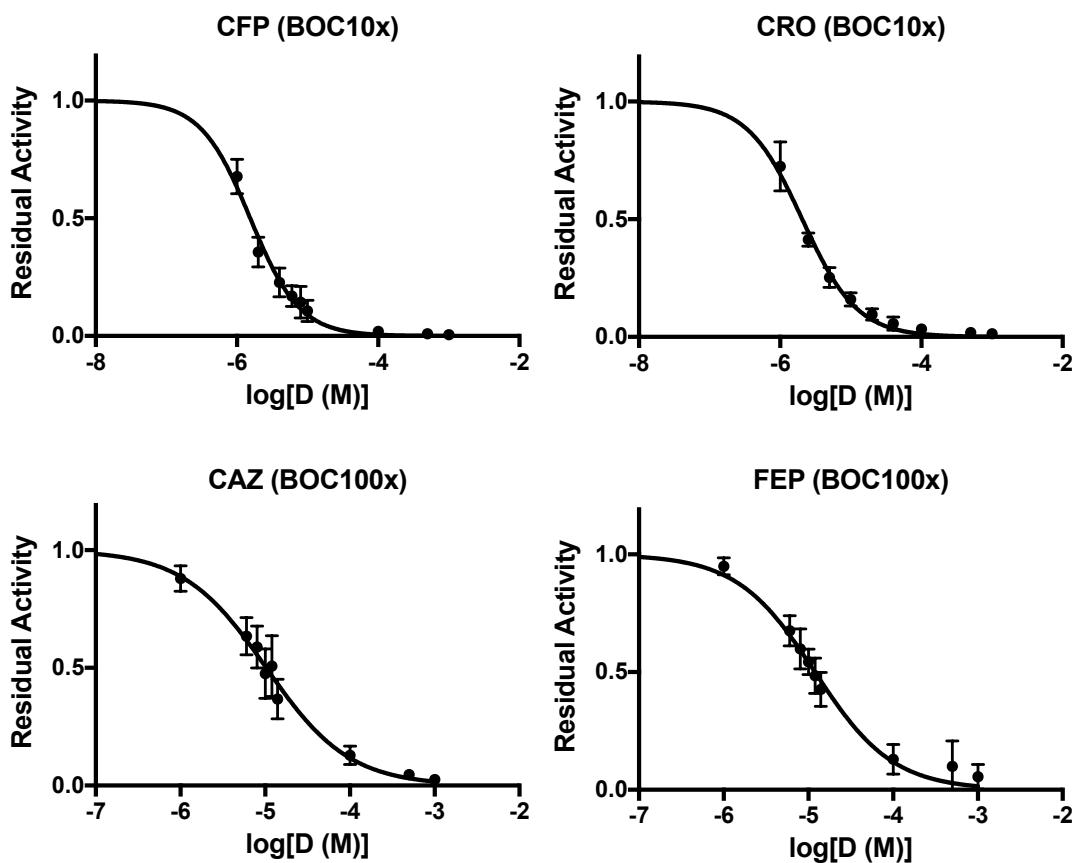 CFP (BOC10x)
Residual Activity
1.0
0.5
0.0
-8 -6 -4 -2
log[D (M)]
CRO (BOC10x)
Residual Activity
1.0
0.5
0.0
-8 -6 -4 -2
log[D (M)]
CAZ (BOC100x)
Residual Activity
1.0
0.5
0.0
-7 -6 -5 -4 -3 -2
log[D (M)]
FEP (BOC100x)
Residual Activity
1.0
0.5
0.0
-7 -6 -5 -4 -3 -2
log[D (M)]